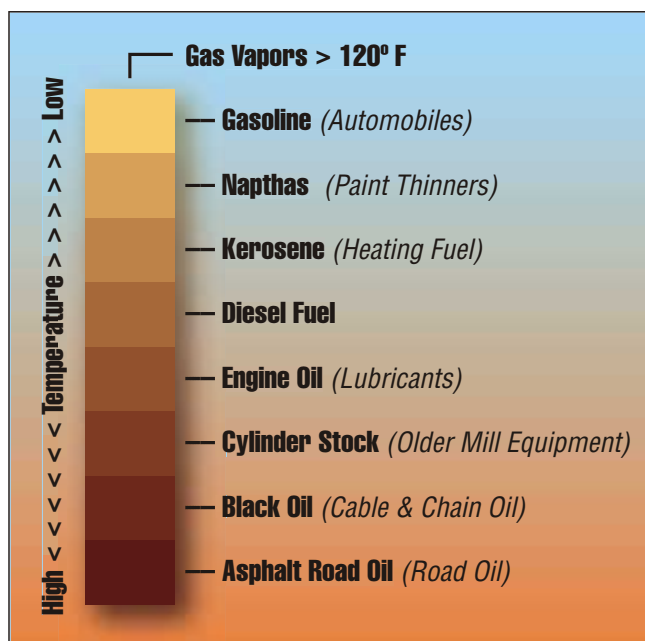 Gas Vapors > 120º F
High < < < < < < Temperature > > > > > > > Low
Gasoline (Automobiles)
Napthas (Paint Thinners)
Kerosene (Heating Fuel)
Diesel Fuel
Engine Oil (Lubricants)
Cylinder Stock (Older Mill Equipment)
Black Oil (Cable & Chain Oil)
Asphalt Road Oil (Road Oil)